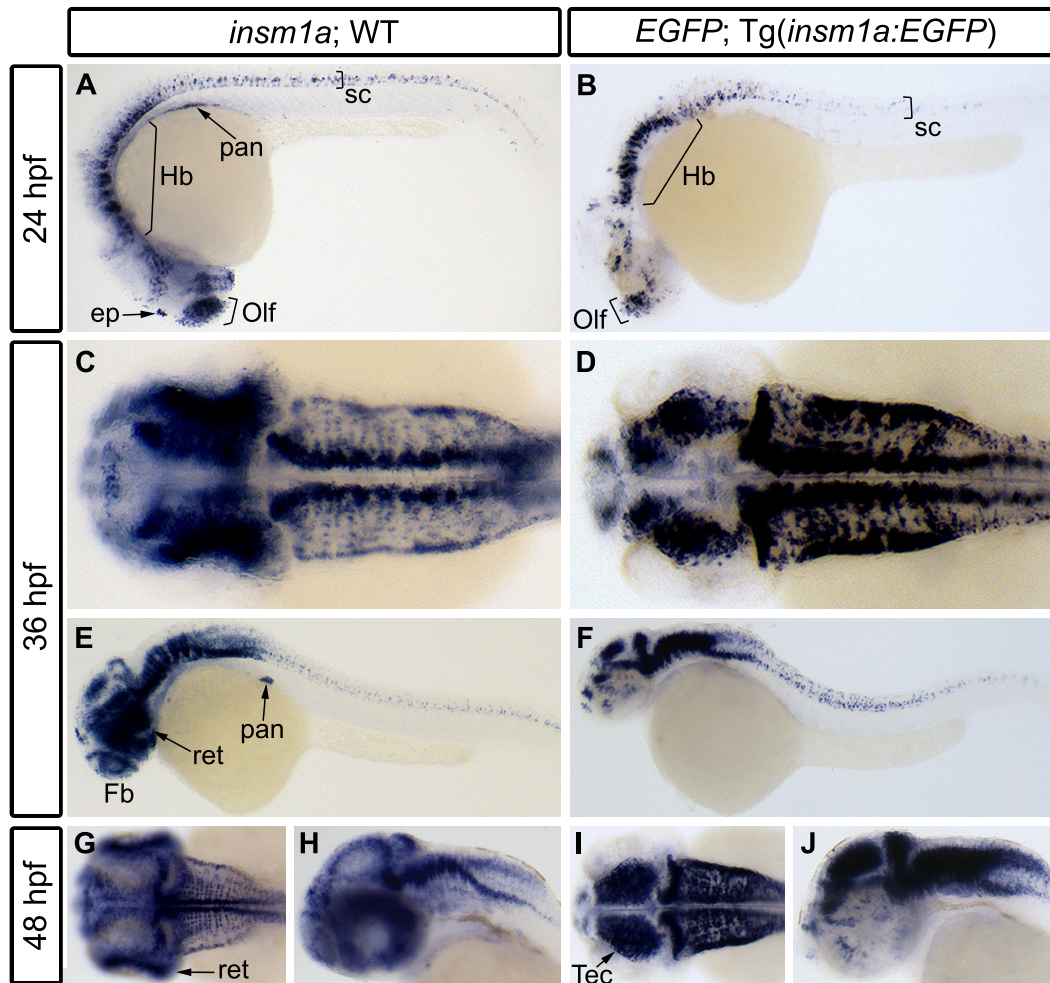 insm1a; WT
EGFP; Tg(insm1a:EGFP)
24 hpf
A
sc
pan
Hb
ep
Olf
B
sc
Hb
Olf
36 hpf
C
D
E
pan
ret
Fb
F
48 hpf
G
ret
H
I
Tec
J